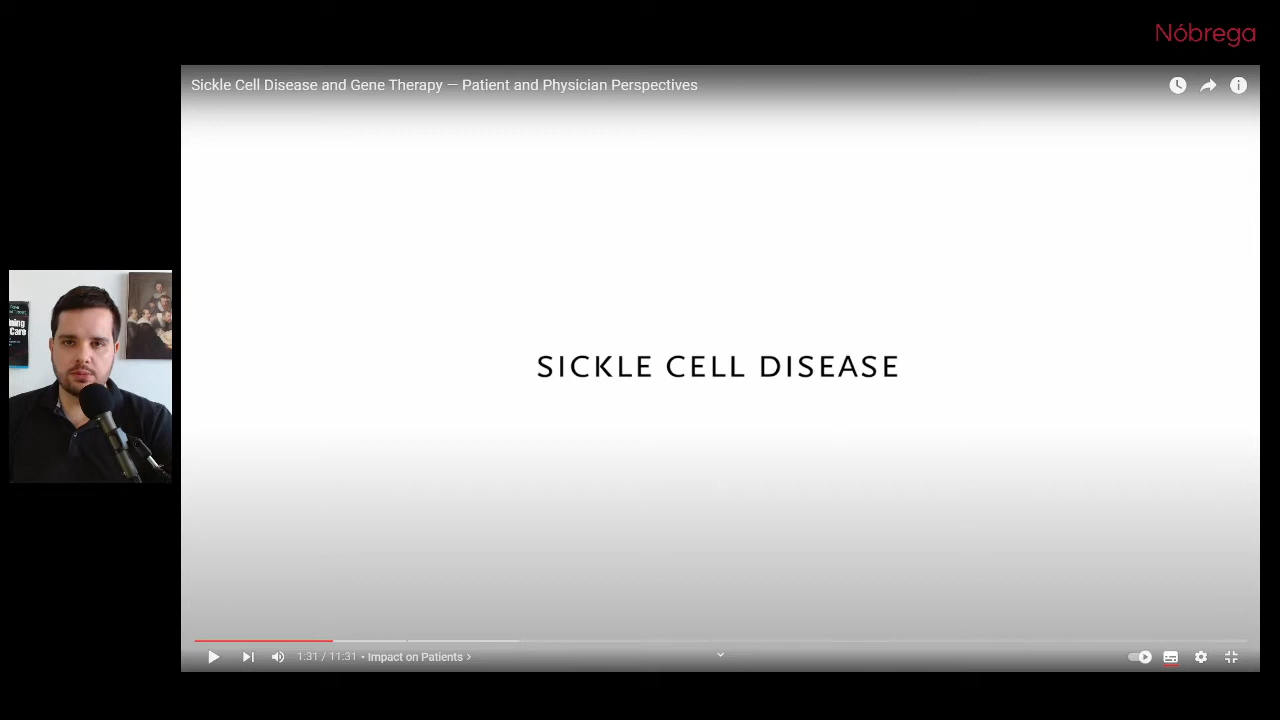 Nóbrega
Sickle Cell Disease and Gene Therapy — Patient and Physician Perspectives
SICKLE CELL DISEASE
Care
1:31 / 11:31 • Impact on Patients ›